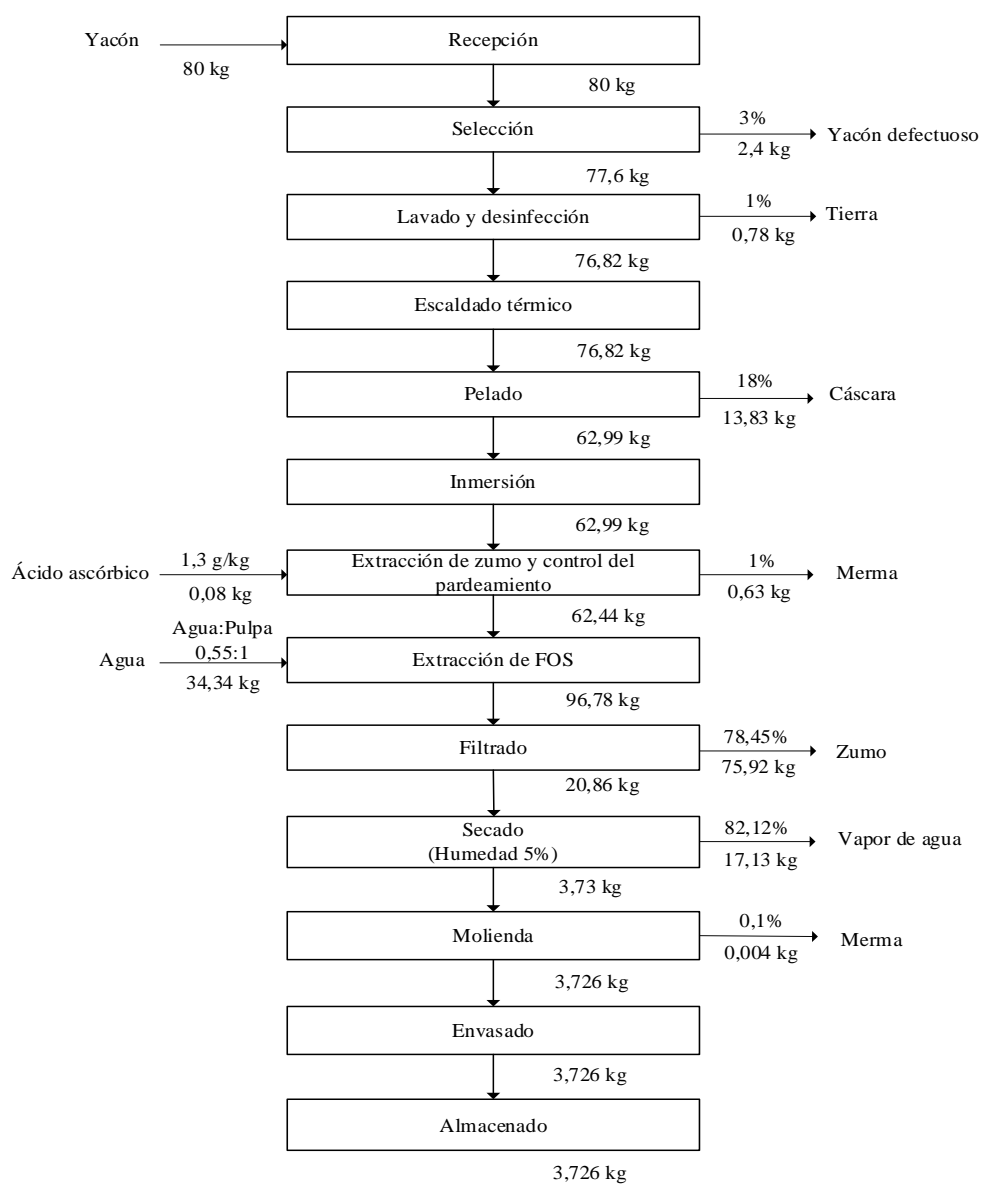 Recepción
Yacón
80 kg
80 kg
Selección
3%
2,4 kg
Yacón defectuoso
77,6 kg
Lavado y desinfección
1%
0,78 kg
Tierra
76,82 kg
Escaldado térmico
76,82 kg
Pelado
18%
13,83 kg
Cáscara
62,99 kg
Inmersión
62,99 kg
Ácido ascórbico
1,3 g/kg
0,08 kg
Extracción de zumo y control del
pardeamiento
1%
0,63 kg
Merma
62,44 kg
Agua:Pulpa
Agua
0,55:1
34,34 kg
Extracción de FOS
96,78 kg
Filtrado
78,45%
75,92 kg
Zumo
20,86 kg
Secado
(Humedad 5%)
82,12%
17,13 kg
Vapor de agua
3,73 kg
Molienda
0,1%
0,004 kg
Merma
3,726 kg
Envasado
3,726 kg
Almacenado
3,726 kg